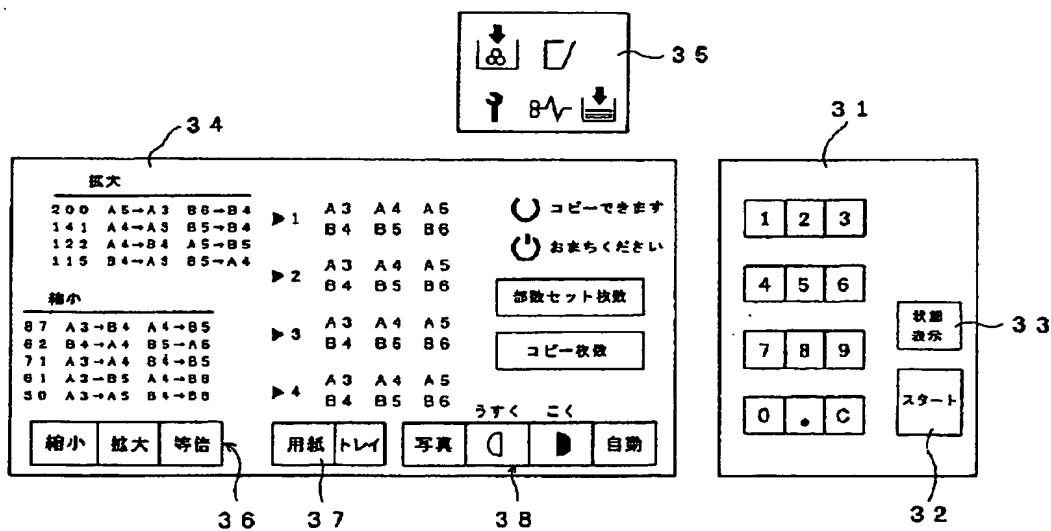 35
34
31
拡大
200 A5→A3 B6→B4
141 A4→A3 B5→B4
122 A4→B4 A5→B5
115 B4→A3 B5→A4
縮小
87 A3→B4 A4→B5
82 B4→A4 B5→A5
71 A3→A4 B4→B5
61 A3→B5 A4→B6
50 A3→A5 B4→B6
▶1 A3 A4 A5
B4 B5 B6
▶2 A3 A4 A5
B4 B5 B6
▶3 A3 A4 A5
B4 B5 B6
▶4 A3 A4 A5
B4 B5 B6
コピーできます
おまちください
部数セット枚数
コピー枚数
うすく こく
縮小 拡大 等倍
用紙 トレイ
写真 自動
36
37
38
1 2 3
4 5 6
7 8 9
0 . C
状態
表示
33
スタート
32